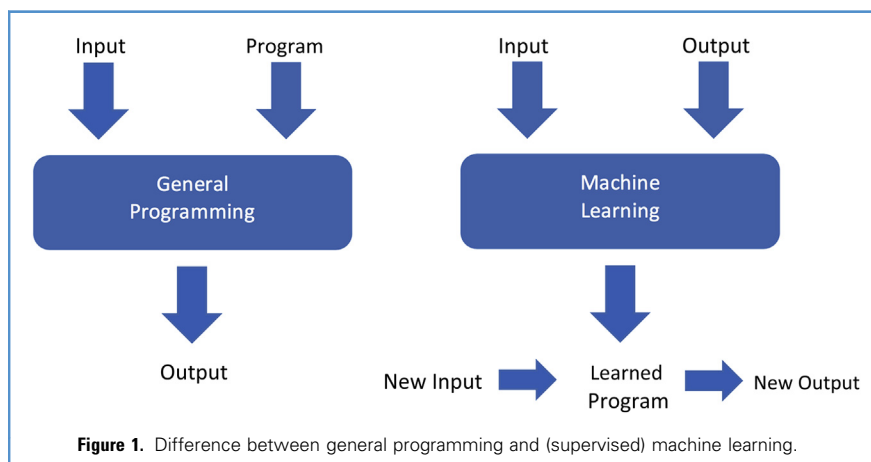 Input
Program
Input
Output
General
Programming
Machine
Learning
Output
New Input
Learned
Program
New Output
Figure 1. Difference between general programming and (supervised) machine learning.